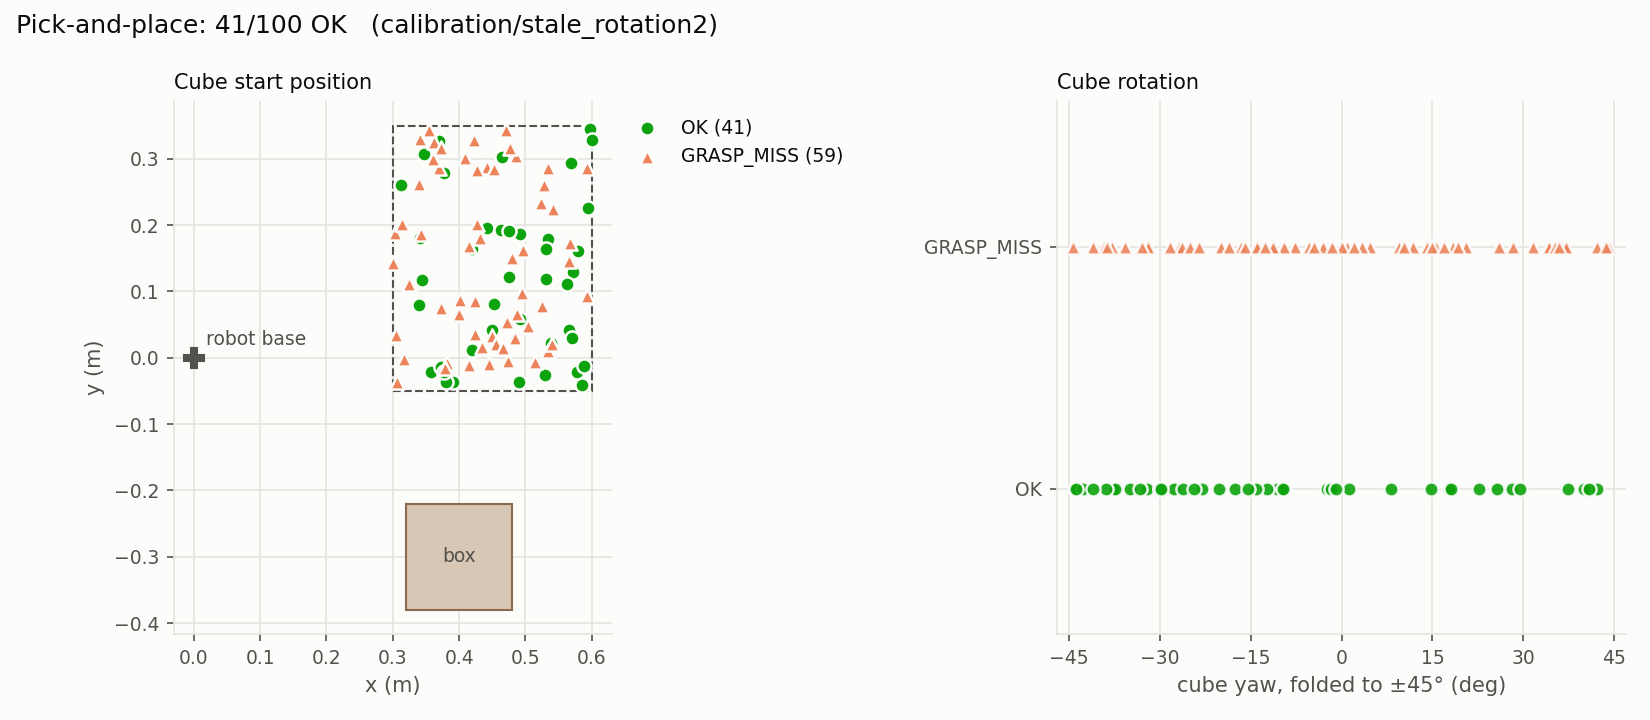 Pick-and-place: 41/100 OK   (calibration/stale_rotation2)
Cube start position
OK (41)
GRASP_MISS (59)
0.3
0.2
0.1
0.0
−0.1
−0.2
−0.3
−0.4
y (m)
robot base
box
0.0
0.1
0.2
0.3
0.4
0.5
0.6
x (m)
Cube rotation
GRASP_MISS
OK
−45
−30
−15
0
15
30
45
cube yaw, folded to ±45° (deg)